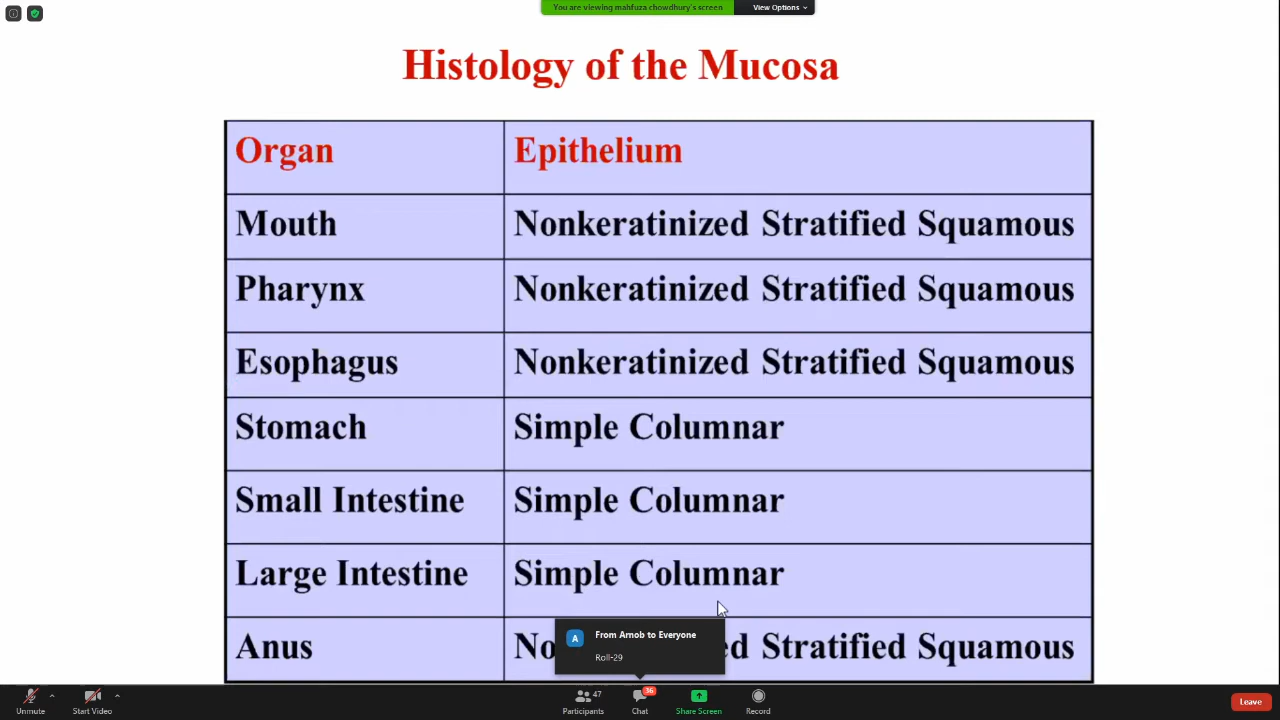 You are viewing mahfuza chowdhury's screen
View Options
Histology of the Mucosa
Organ Epithelium
Mouth Nonkeratinized Stratified Squamous
Pharynx Nonkeratinized Stratified Squamous
Esophagus Nonkeratinized Stratified Squamous
Stomach Simple Columnar
Small Intestine Simple Columnar
Large Intestine Simple Columnar
Anus Stratified Squamous
A From Arnob to Everyone
Roll-29
47 36
Unmute Start Video Participants Chat Share Screen Record Leave